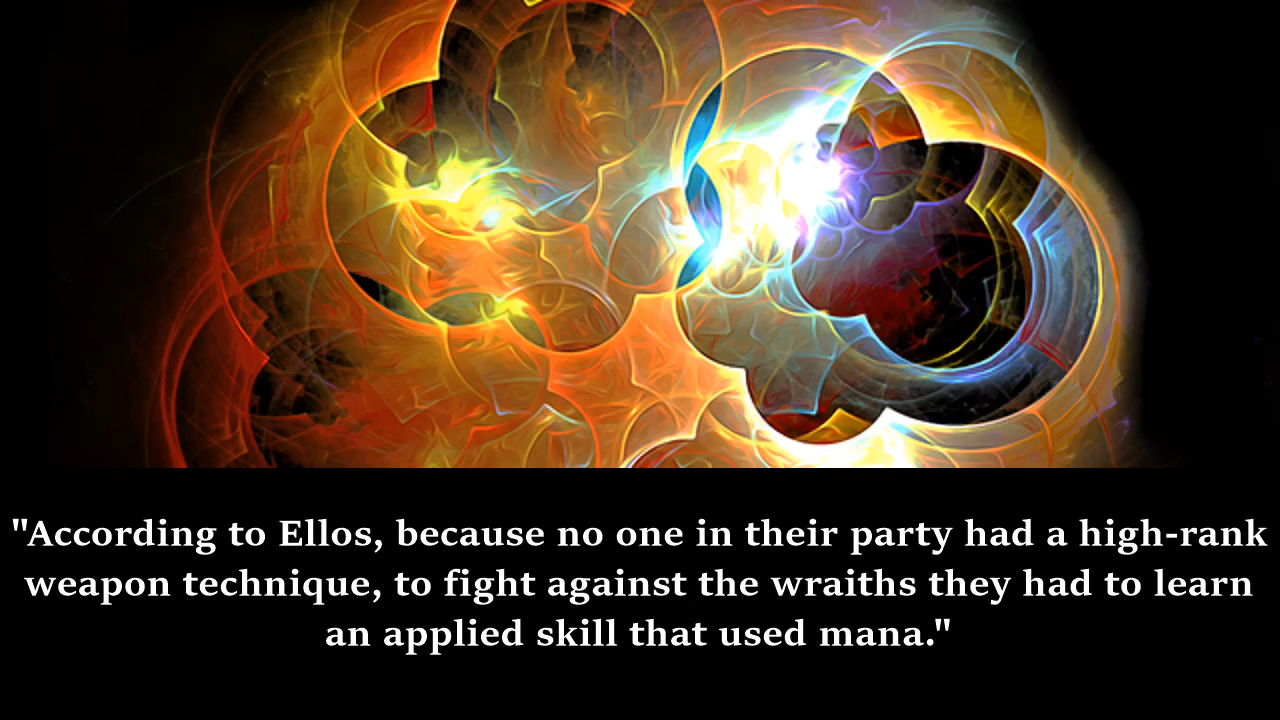 "According to Ellos, because no one in their party had a high-rank
weapon technique, to fight against the wraiths they had to learn
an applied skill that used mana."